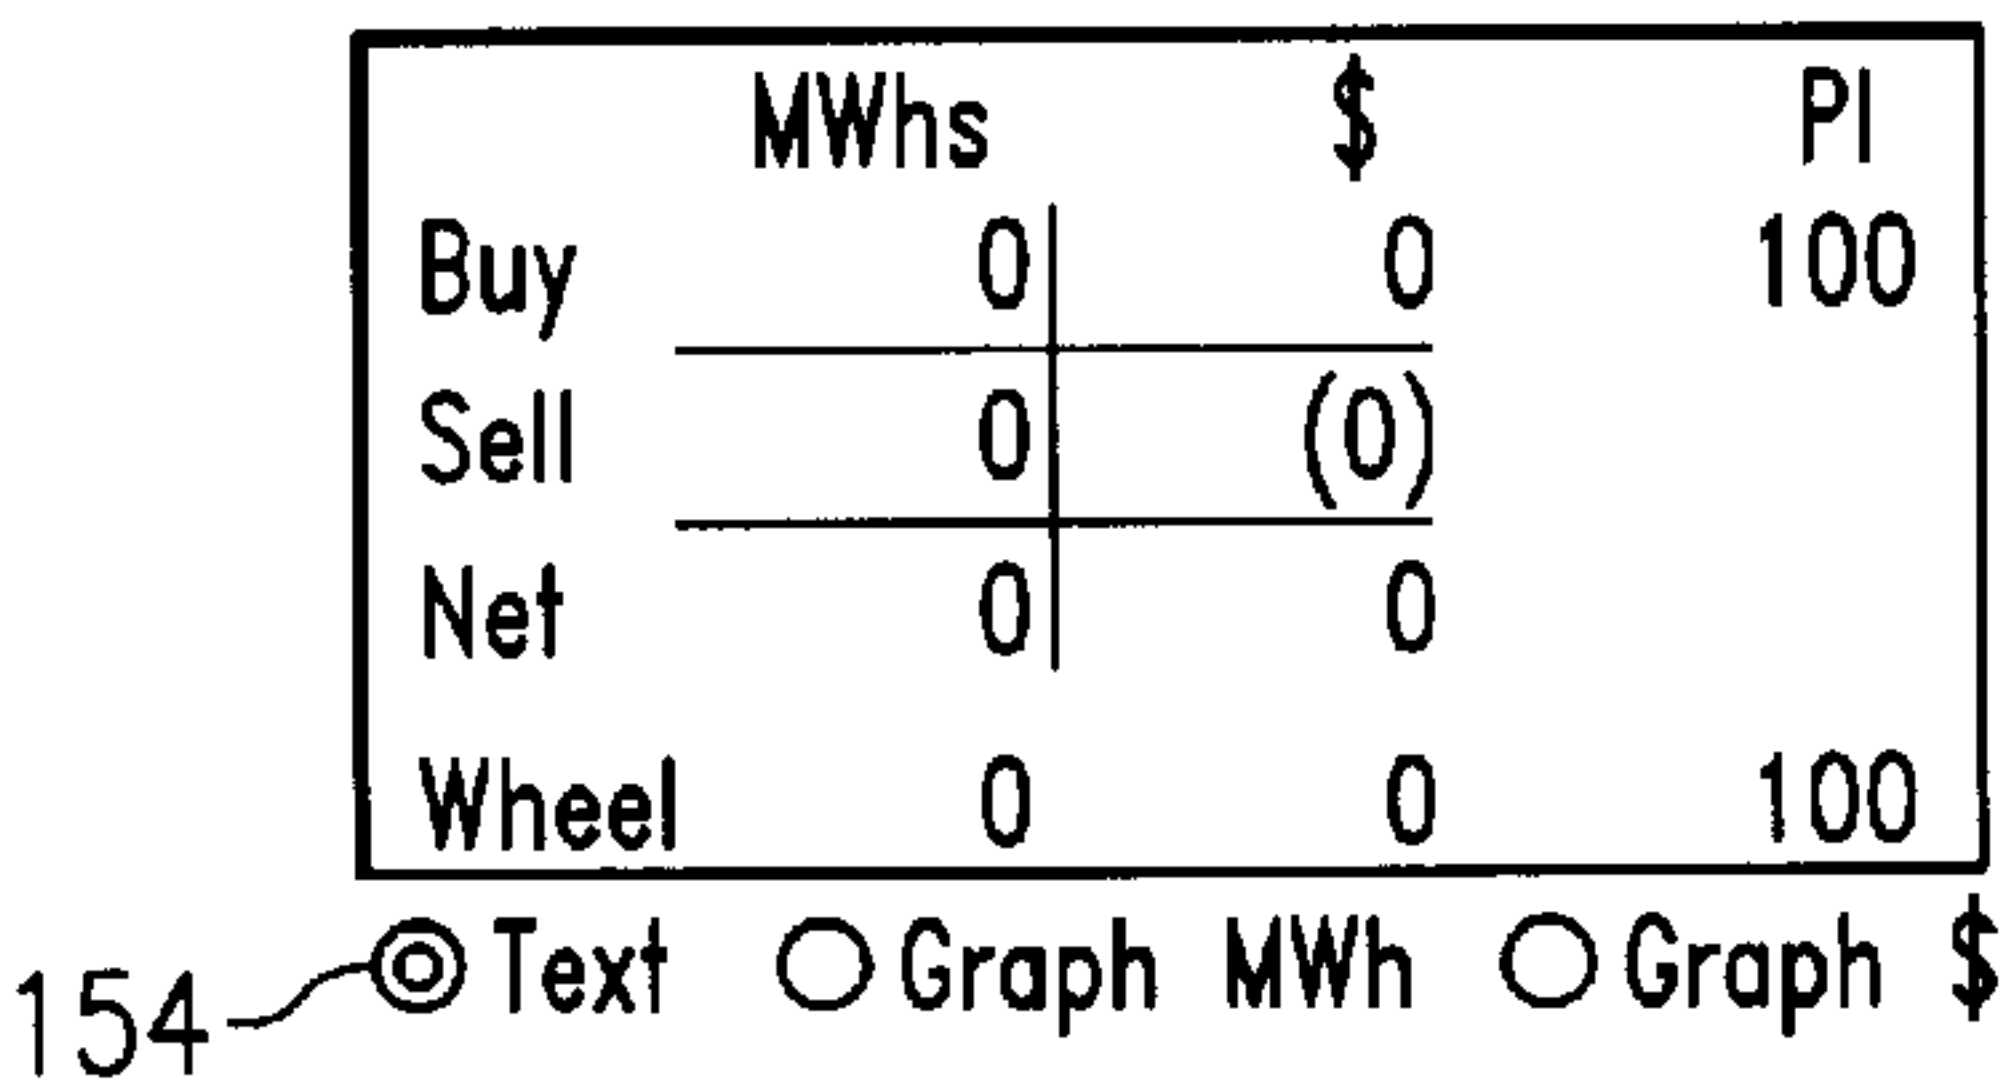 MWhs $ PI
Buy 0 0 100
Sell 0 (0)
Net 0 0
Wheel 0 0 100
Text Graph MWh Graph $
154